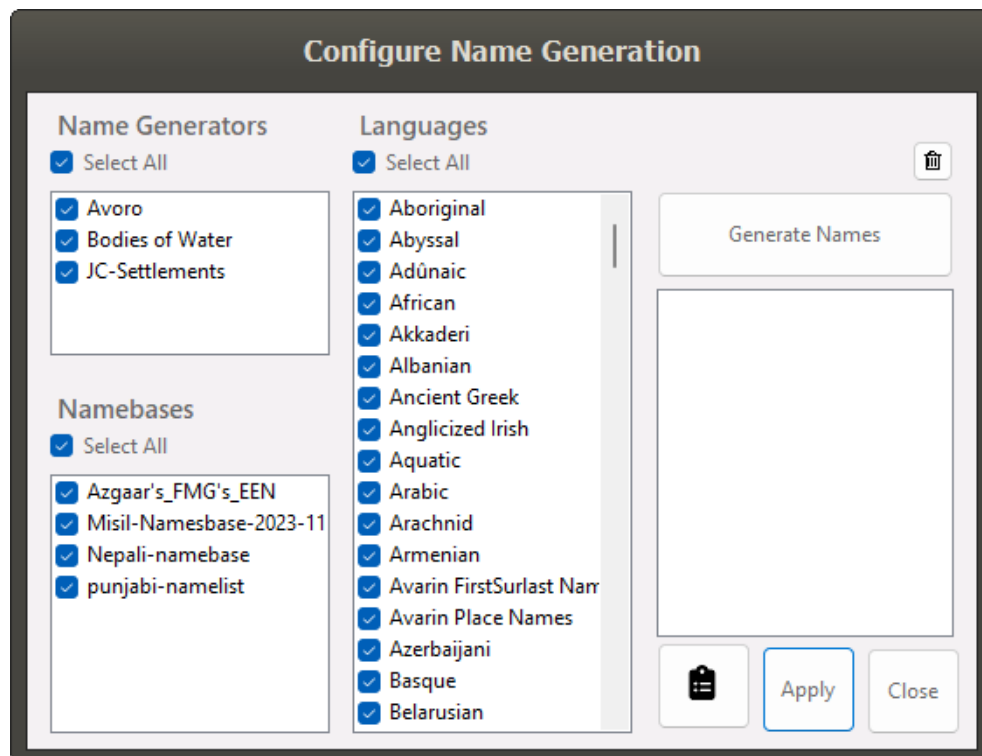 Configure Name Generation
Name Generators
Select All
Avoro
Bodies of Water
JC-Settlements
Namebases
Select All
Azgaar's_FMG's_EEN
Misil-Namesbase-2023-11
Nepali-namebase
punjabi-namelist
Languages
Select All
Aboriginal
Abyssal
Adûnaic
African
Akkaderi
Albanian
Ancient Greek
Anglicized Irish
Aquatic
Arabic
Arachnid
Armenian
Avarin FirstSurlast Nam
Avarin Place Names
Azerbaijani
Basque
Belarusian
Generate Names
Apply
Close